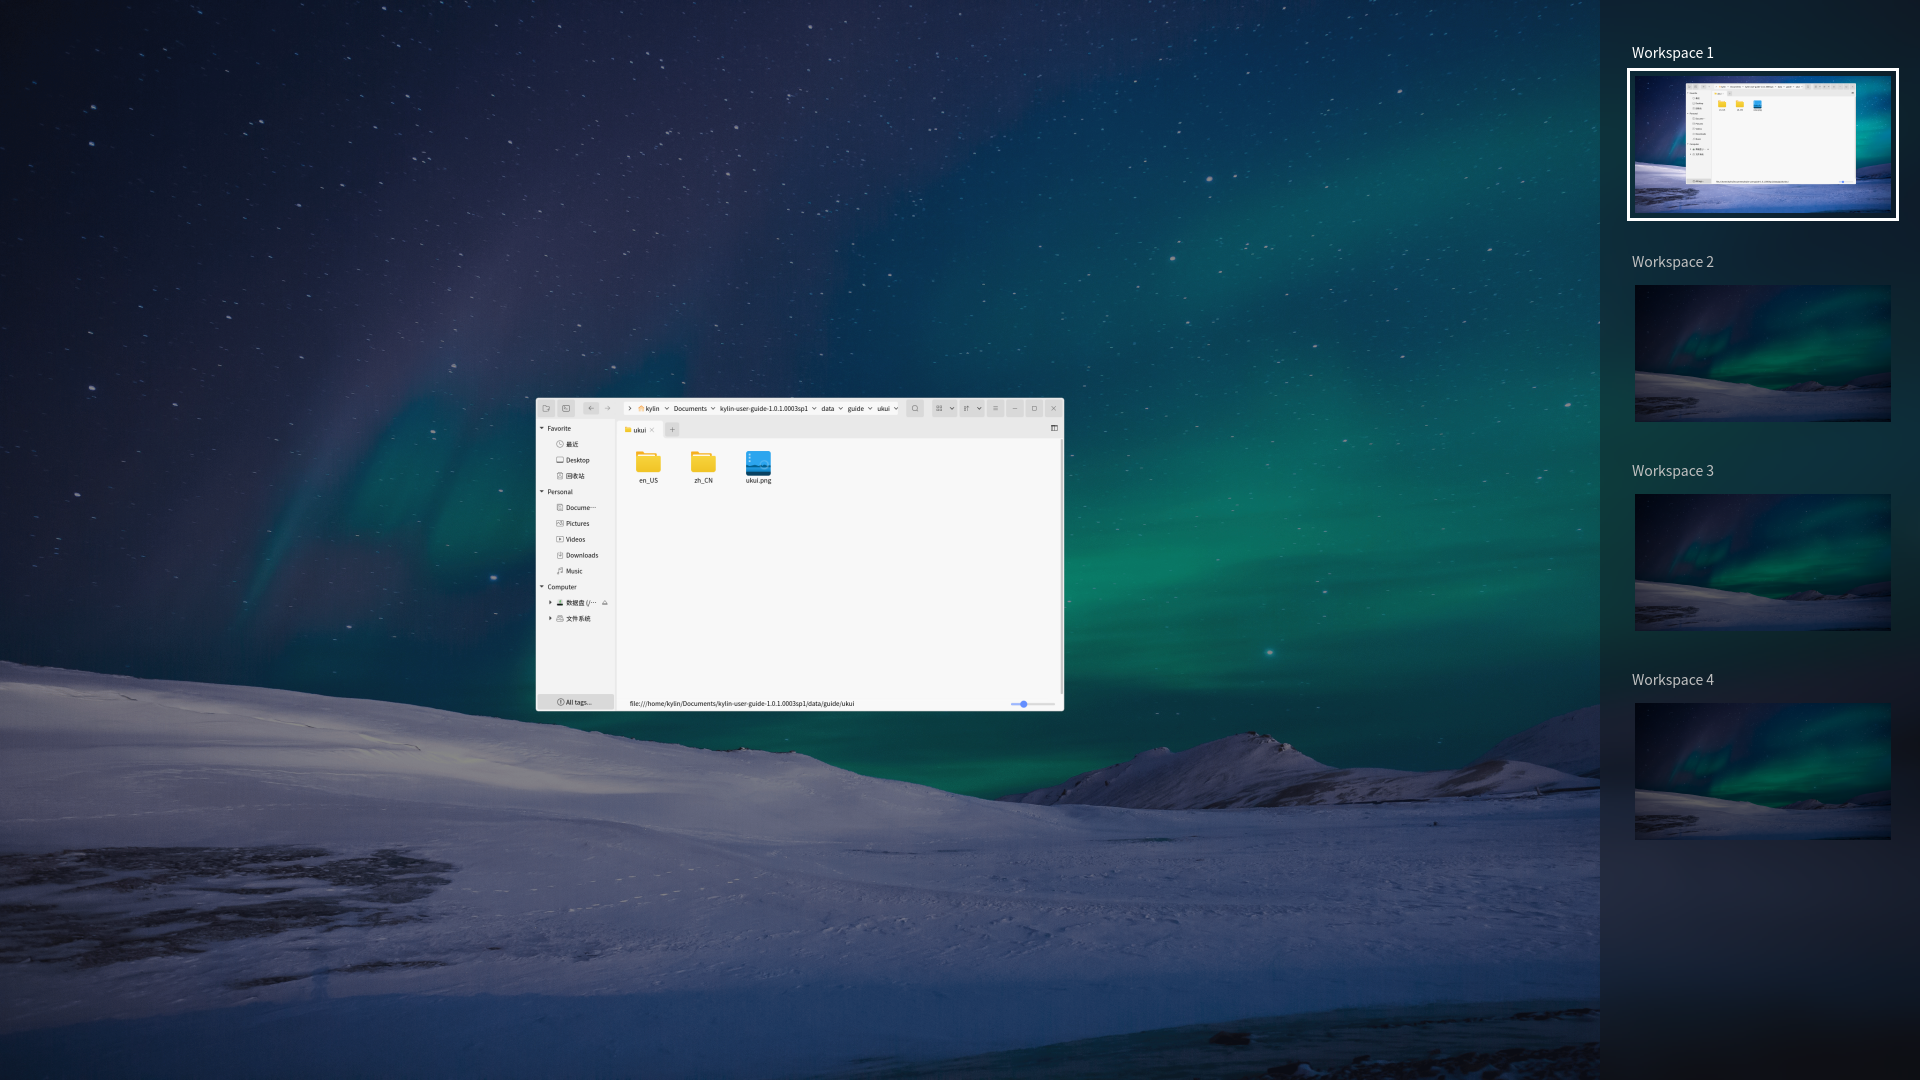 kylin Documents kylin-user-guide-1.0.1.0003sp1 data guide ukui
ukui
Favorite
最近
Desktop
回收站
Personal
Docume···
Pictures
Videos
Downloads
Music
Computer
数据盘 (/···
文件系统
All tags...
en_US
zh_CN
ukui.png
file:///home/kylin/Documents/kylin-user-guide-1.0.1.0003sp1/data/guide/ukui
Workspace 1
Workspace 2
Workspace 3
Workspace 4